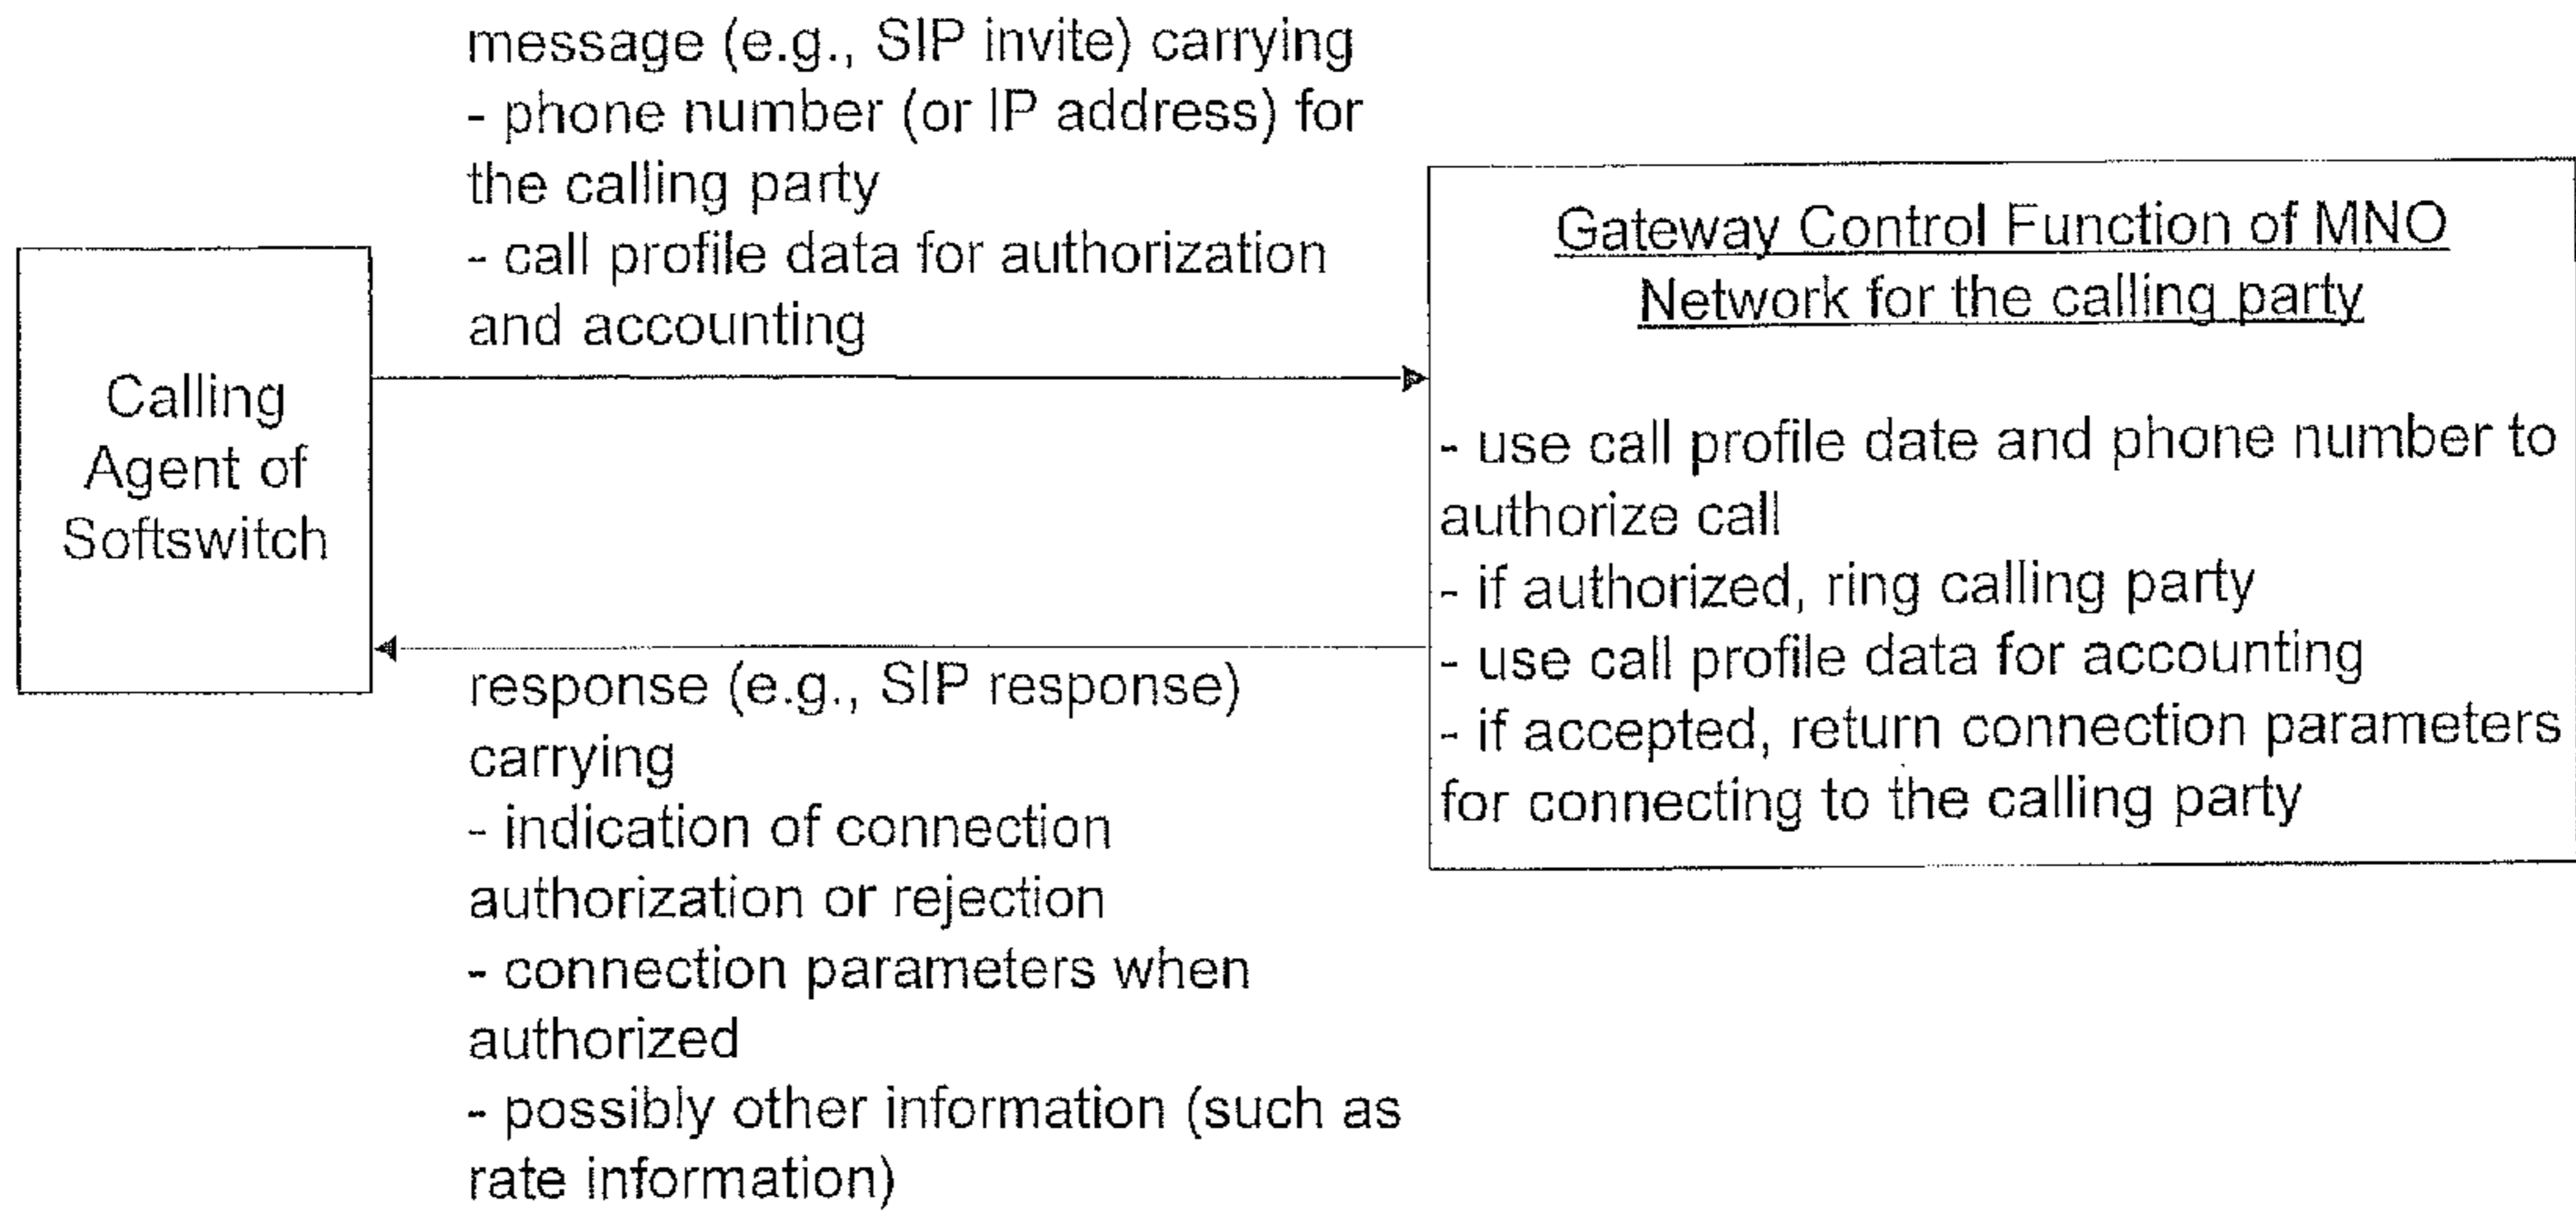 message (e.g., SIP invite) carrying
- phone number (or IP address) for
the calling party
- call profile data for authorization
and accounting
Calling
Agent of
Softswitch
Gateway Control Function of MNO
Network for the calling party
- use call profile date and phone number to
authorize call
- if authorized, ring calling party
- use call profile data for accounting
- if accepted, return connection parameters
for connecting to the calling party
response (e.g., SIP response)
carrying
- indication of connection
authorization or rejection
- connection parameters when
authorized
- possibly other information (such as
rate information)